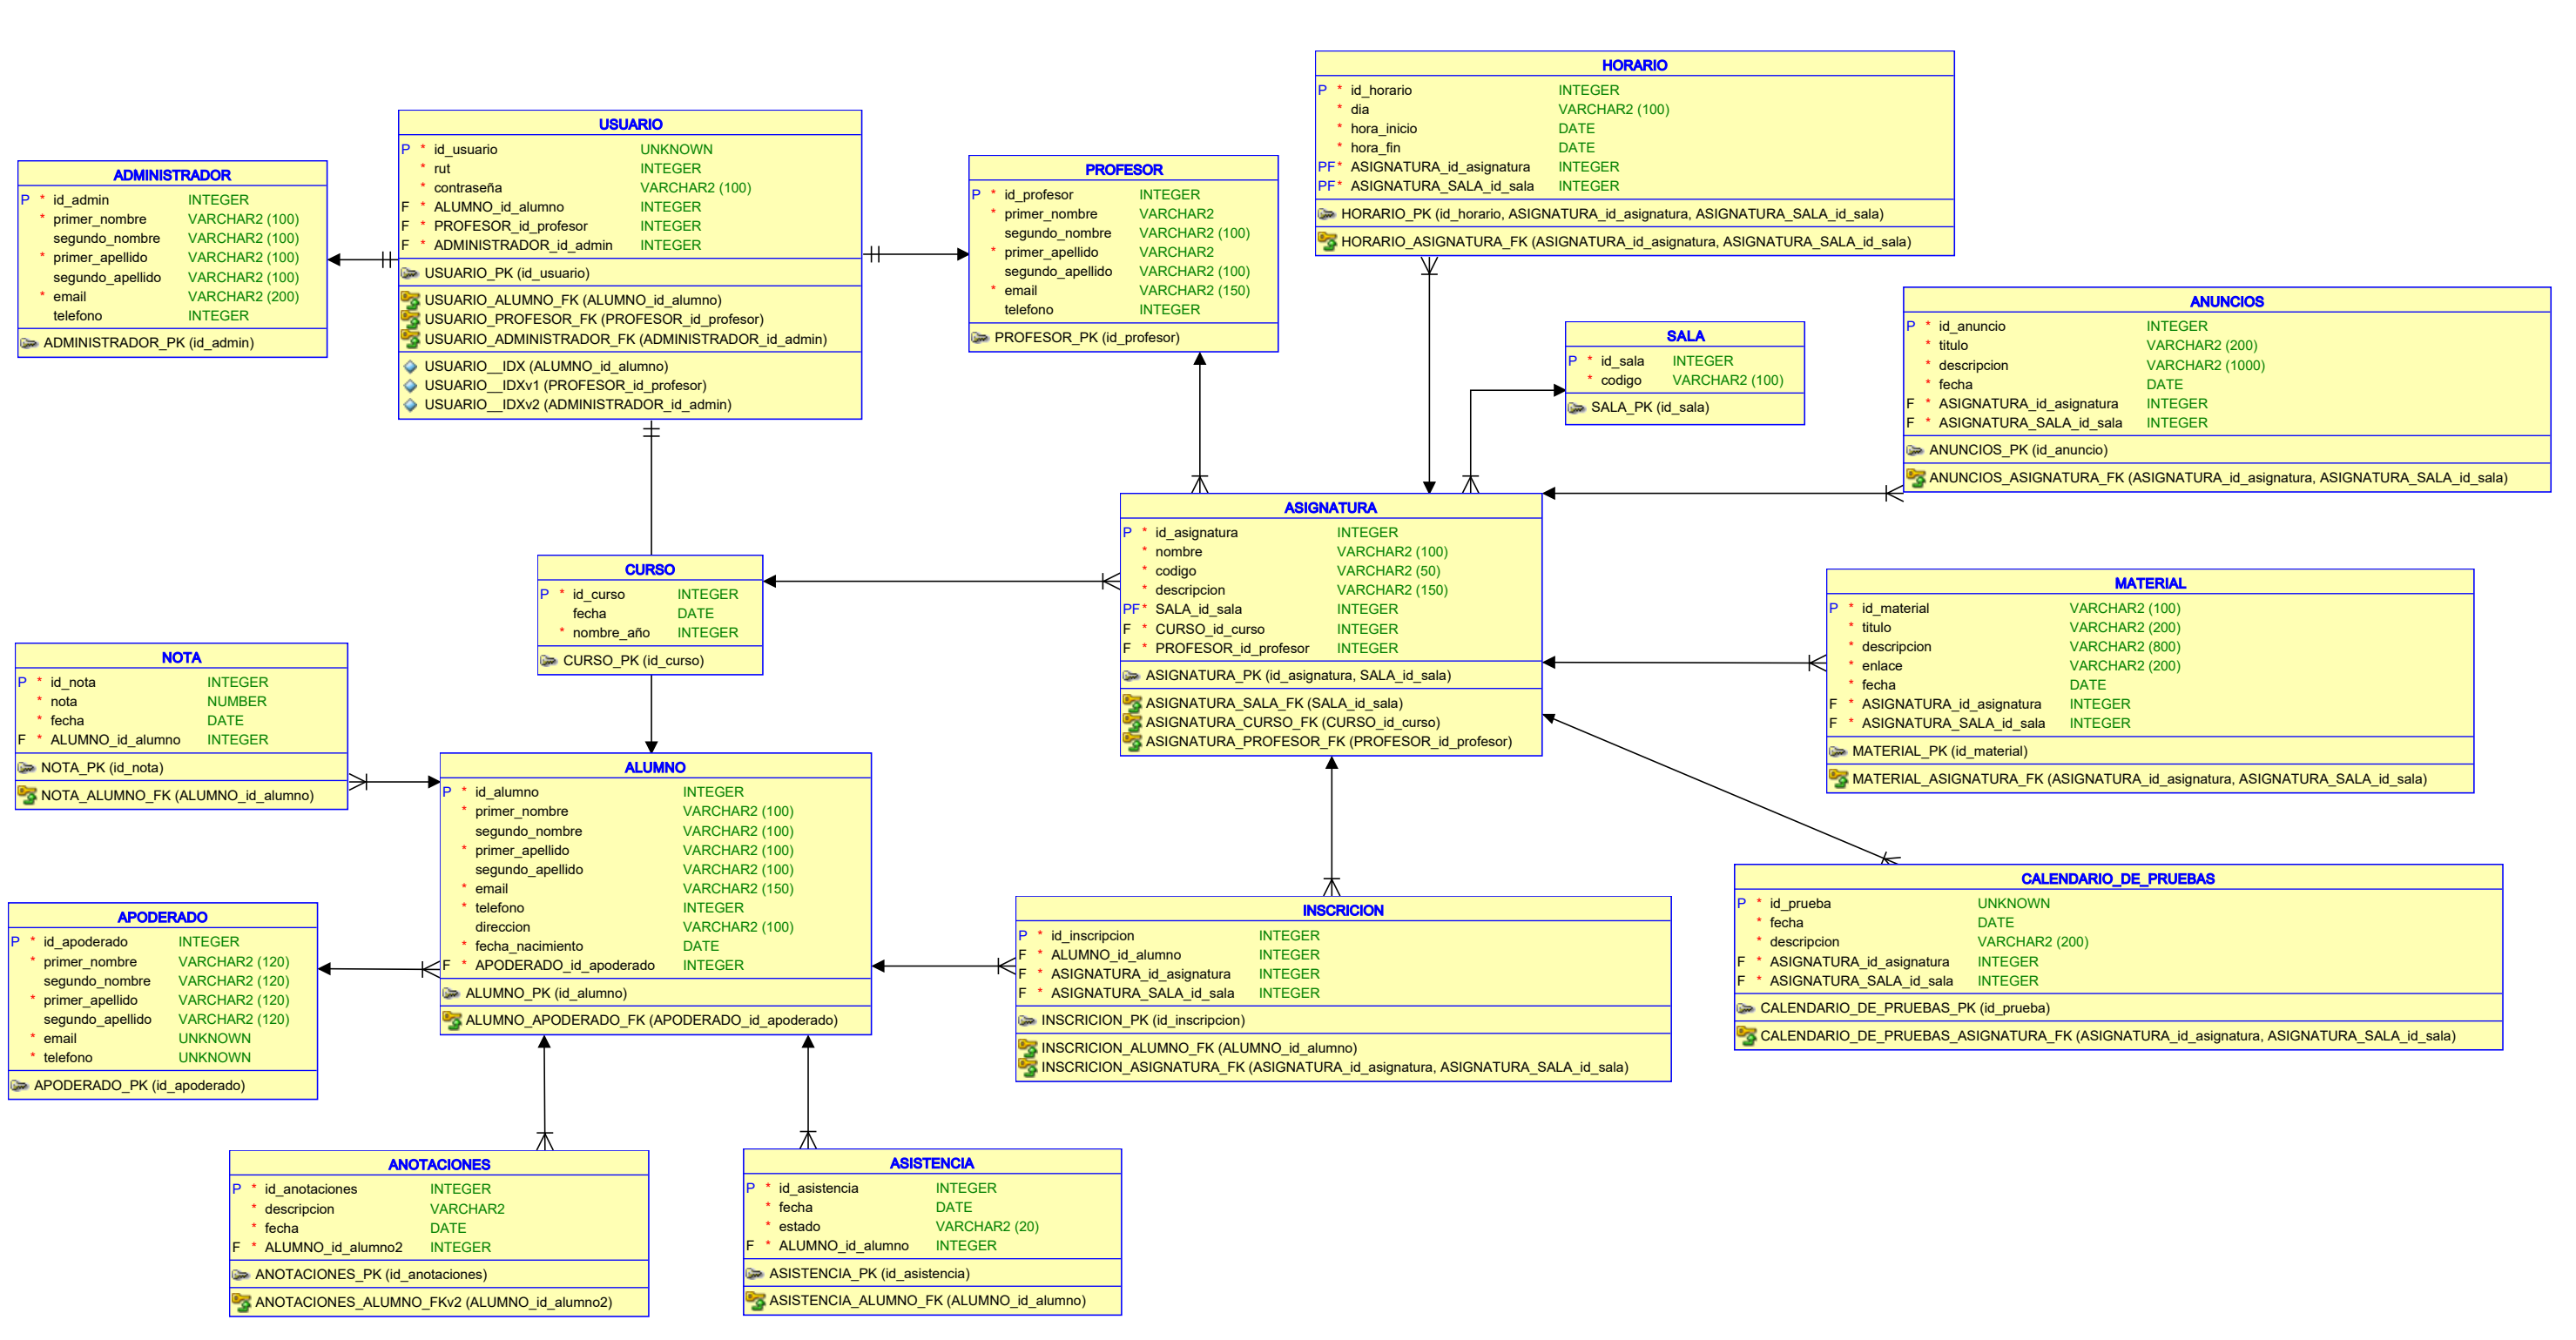 HORARIO
P * id_horario INTEGER
* dia VARCHAR2 (100)
* hora_inicio DATE
* hora_fin DATE
PF* ASIGNATURA_id_asignatura INTEGER
PF* ASIGNATURA_SALA_id_sala INTEGER
HORARIO_PK (id_horario, ASIGNATURA_id_asignatura, ASIGNATURA_SALA_id_sala)
HORARIO_ASIGNATURA_FK (ASIGNATURA_id_asignatura, ASIGNATURA_SALA_id_sala)
USUARIO
P * id_usuario UNKNOWN
* rut INTEGER
* contraseña VARCHAR2 (100)
F * ALUMNO_id_alumno INTEGER
F * PROFESOR_id_profesor INTEGER
F * ADMINISTRADOR_id_admin INTEGER
USUARIO_PK (id_usuario)
USUARIO_ALUMNO_FK (ALUMNO_id_alumno)
USUARIO_PROFESOR_FK (PROFESOR_id_profesor)
USUARIO_ADMINISTRADOR_FK (ADMINISTRADOR_id_admin)
USUARIO__IDX (ALUMNO_id_alumno)
USUARIO__IDXv1 (PROFESOR_id_profesor)
USUARIO__IDXv2 (ADMINISTRADOR_id_admin)
ADMINISTRADOR
P * id_admin INTEGER
* primer_nombre VARCHAR2 (100)
segundo_nombre VARCHAR2 (100)
* primer_apellido VARCHAR2 (100)
segundo_apellido VARCHAR2 (100)
* email VARCHAR2 (200)
telefono INTEGER
ADMINISTRADOR_PK (id_admin)
PROFESOR
P * id_profesor INTEGER
* primer_nombre VARCHAR2
segundo_nombre VARCHAR2 (100)
* primer_apellido VARCHAR2
segundo_apellido VARCHAR2 (100)
* email VARCHAR2 (150)
telefono INTEGER
PROFESOR_PK (id_profesor)
ANUNCIOS
P * id_anuncio INTEGER
* titulo VARCHAR2 (200)
* descripcion VARCHAR2 (1000)
* fecha DATE
F * ASIGNATURA_id_asignatura INTEGER
F * ASIGNATURA_SALA_id_sala INTEGER
ANUNCIOS_PK (id_anuncio)
ANUNCIOS_ASIGNATURA_FK (ASIGNATURA_id_asignatura, ASIGNATURA_SALA_id_sala)
SALA
P * id_sala INTEGER
* codigo VARCHAR2 (100)
SALA_PK (id_sala)
ASIGNATURA
P * id_asignatura INTEGER
* nombre VARCHAR2 (100)
* codigo VARCHAR2 (50)
* descripcion VARCHAR2 (150)
PF* SALA_id_sala INTEGER
F * CURSO_id_curso INTEGER
F * PROFESOR_id_profesor INTEGER
ASIGNATURA_PK (id_asignatura, SALA_id_sala)
ASIGNATURA_SALA_FK (SALA_id_sala)
ASIGNATURA_CURSO_FK (CURSO_id_curso)
ASIGNATURA_PROFESOR_FK (PROFESOR_id_profesor)
CURSO
P * id_curso INTEGER
fecha DATE
* nombre_año INTEGER
CURSO_PK (id_curso)
MATERIAL
P * id_material VARCHAR2 (100)
* titulo VARCHAR2 (200)
* descripcion VARCHAR2 (800)
* enlace VARCHAR2 (200)
* fecha DATE
F * ASIGNATURA_id_asignatura INTEGER
F * ASIGNATURA_SALA_id_sala INTEGER
MATERIAL_PK (id_material)
MATERIAL_ASIGNATURA_FK (ASIGNATURA_id_asignatura, ASIGNATURA_SALA_id_sala)
NOTA
P * id_nota INTEGER
* nota NUMBER
* fecha DATE
F * ALUMNO_id_alumno INTEGER
NOTA_PK (id_nota)
NOTA_ALUMNO_FK (ALUMNO_id_alumno)
ALUMNO
P * id_alumno INTEGER
* primer_nombre VARCHAR2 (100)
segundo_nombre VARCHAR2 (100)
* primer_apellido VARCHAR2 (100)
segundo_apellido VARCHAR2 (100)
* email VARCHAR2 (150)
* telefono INTEGER
direccion VARCHAR2 (100)
* fecha_nacimiento DATE
F * APODERADO_id_apoderado INTEGER
ALUMNO_PK (id_alumno)
ALUMNO_APODERADO_FK (APODERADO_id_apoderado)
CALENDARIO_DE_PRUEBAS
P * id_prueba UNKNOWN
* fecha DATE
* descripcion VARCHAR2 (200)
F * ASIGNATURA_id_asignatura INTEGER
F * ASIGNATURA_SALA_id_sala INTEGER
CALENDARIO_DE_PRUEBAS_PK (id_prueba)
CALENDARIO_DE_PRUEBAS_ASIGNATURA_FK (ASIGNATURA_id_asignatura, ASIGNATURA_SALA_id_sala)
INSCRICION
P * id_inscripcion INTEGER
F * ALUMNO_id_alumno INTEGER
F * ASIGNATURA_id_asignatura INTEGER
F * ASIGNATURA_SALA_id_sala INTEGER
INSCRICION_PK (id_inscripcion)
INSCRICION_ALUMNO_FK (ALUMNO_id_alumno)
INSCRICION_ASIGNATURA_FK (ASIGNATURA_id_asignatura, ASIGNATURA_SALA_id_sala)
APODERADO
P * id_apoderado INTEGER
* primer_nombre VARCHAR2 (120)
segundo_nombre VARCHAR2 (120)
* primer_apellido VARCHAR2 (120)
segundo_apellido VARCHAR2 (120)
* email UNKNOWN
* telefono UNKNOWN
APODERADO_PK (id_apoderado)
ANOTACIONES
P * id_anotaciones INTEGER
* descripcion VARCHAR2
* fecha DATE
F * ALUMNO_id_alumno2 INTEGER
ANOTACIONES_PK (id_anotaciones)
ANOTACIONES_ALUMNO_FKv2 (ALUMNO_id_alumno2)
ASISTENCIA
P * id_asistencia INTEGER
* fecha DATE
* estado VARCHAR2 (20)
F * ALUMNO_id_alumno INTEGER
ASISTENCIA_PK (id_asistencia)
ASISTENCIA_ALUMNO_FK (ALUMNO_id_alumno)